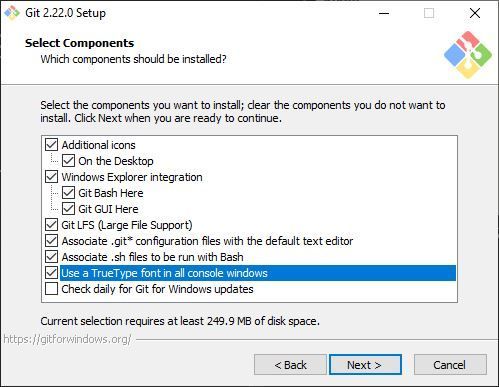 Git 2.22.0 Setup
Select Components
Which components should be installed?
Select the components you want to install; clear the components you do not want to
install. Click Next when you are ready to continue.
Additional icons
On the Desktop
Windows Explorer integration
Git Bash Here
Git GUI Here
Git LFS (Large File Support)
Associate .git* configuration files with the default text editor
Associate .sh files to be run with Bash
Use a TrueType font in all console windows
Check daily for Git for Windows updates
Current selection requires at least 249.9 MB of disk space.
https://gitforwindows.org/
< Back
Next >
Cancel